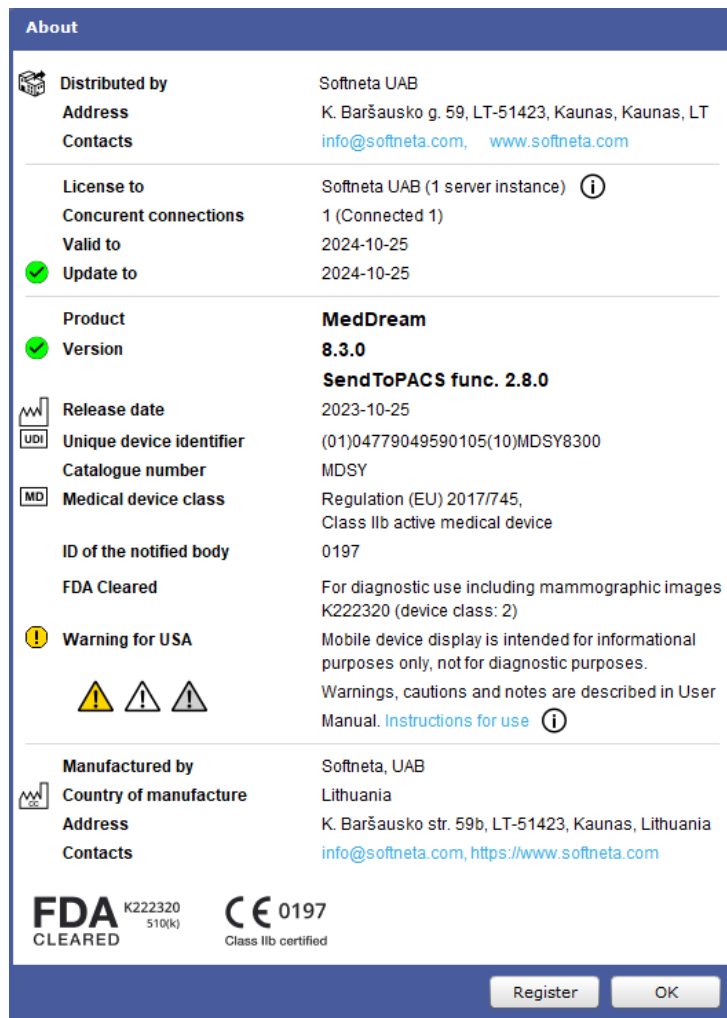 About
Distributed by Softneta UAB
Address K. Baršausko g. 59, LT-51423, Kaunas, Kaunas, LT
Contacts info@softneta.com, www.softneta.com
License to Softneta UAB (1 server instance) i
Concurent connections 1 (Connected 1)
Valid to 2024-10-25
Update to 2024-10-25
Product MedDream
Version 8.3.0
SendToPACS func. 2.8.0
Release date 2023-10-25
UDI Unique device identifier (01)04779049590105(10)MDSY8300
Catalogue number MDSY
MD Medical device class Regulation (EU) 2017/745,
Class IIb active medical device
ID of the notified body 0197
FDA Cleared For diagnostic use including mammographic images
K222320 (device class: 2)
! Warning for USA Mobile device display is intended for informational
purposes only, not for diagnostic purposes.
! ! ! Warnings, cautions and notes are described in User
Manual. Instructions for use i
Manufactured by Softneta, UAB
CC Country of manufacture Lithuania
Address K. Baršausko str. 59b, LT-51423, Kaunas, Lithuania
Contacts info@softneta.com, https://www.softneta.com
FDA K222320 CE 0197
510(k)
CLEARED Class IIb certified
Register OK